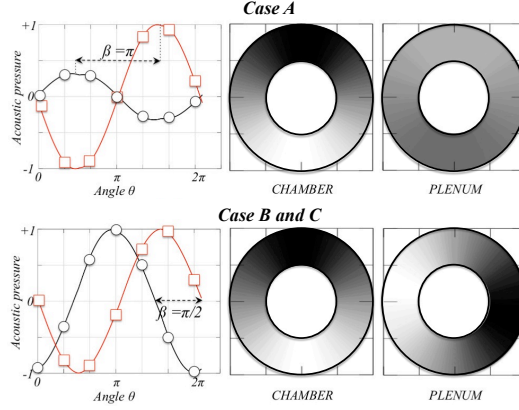 Case A
Acoustic pressure
+1
0
-1
β = π
0
π
2π
Angle θ
CHAMBER
PLENUM
Case B and C
Acoustic pressure
+1
0
-1
β = π/2
0
π
2π
Angle θ
CHAMBER
PLENUM